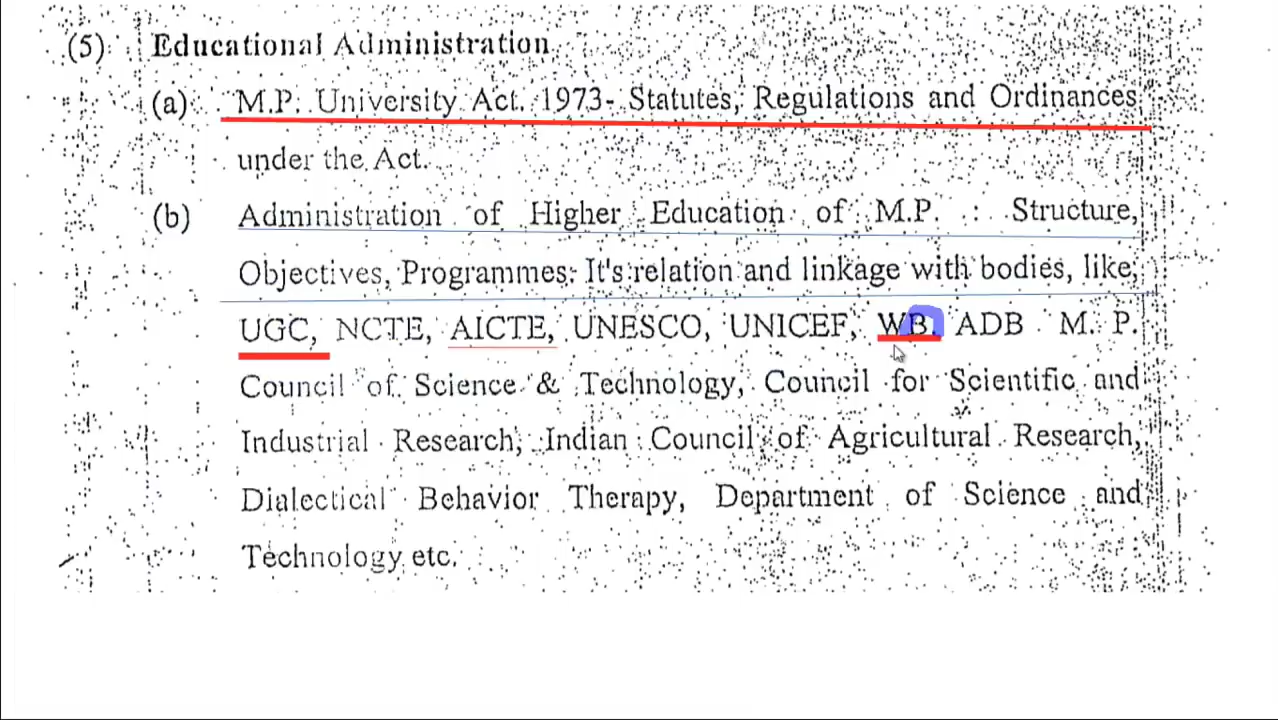 (5) Educational Administration
(a) M.P. University Act. 1973- Statutes, Regulations and Ordinances
under the Act.
(b) Administration of Higher Education of M.P. : Structure,
Objectives, Programmes. It's relation and linkage with bodies, like,
UGC, NCTE, AICTE, UNESCO, UNICEF, WB. ADB M. P.
Council of Science & Technology, Council for Scientific and
Industrial Research, Indian Council of Agricultural Research,
Dialectical Behavior Therapy, Department of Science and
Technology etc.